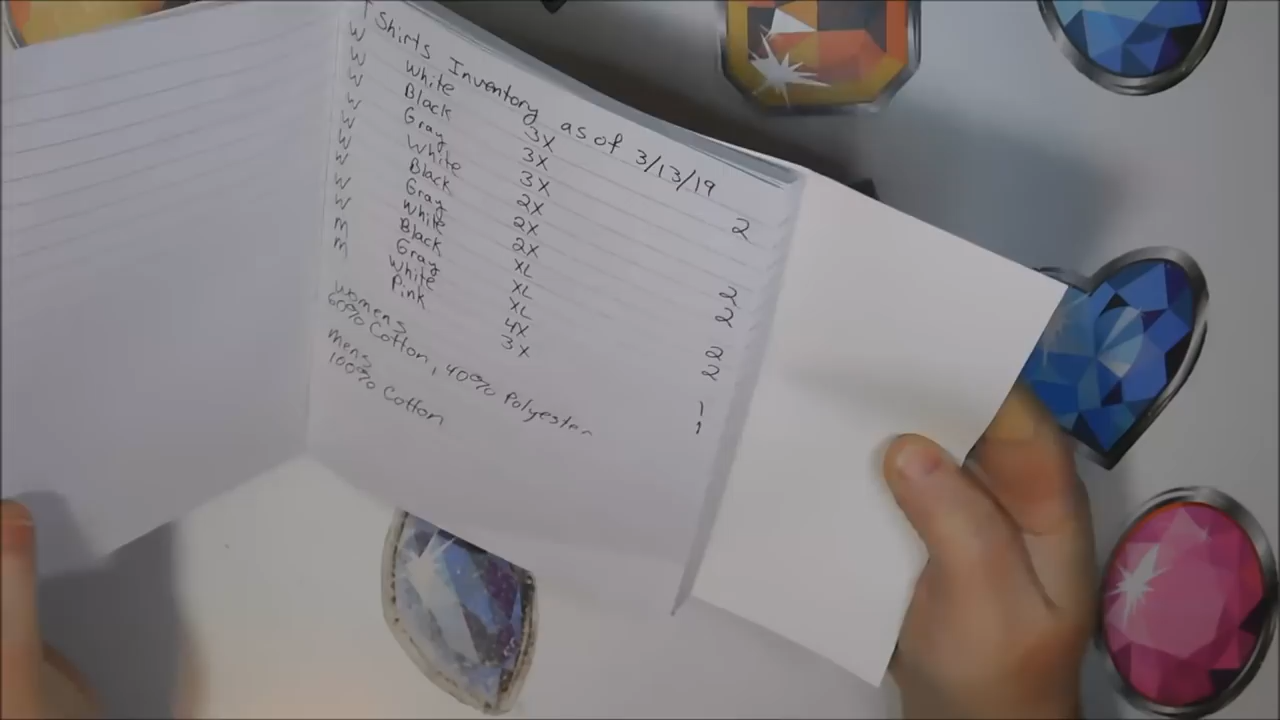 T Shirts Inventory as of 3/13/19
W White 3X 2
W Black 3X
W Gray 3X
W White 2X 2
W Black 2X 2
W Gray 2X
W White XL 2
W Black XL 2
W Gray XL
M White 4X 1
M Pink 3X 1
Womens
60% Cotton, 40% Polyester
Mens
100% Cotton